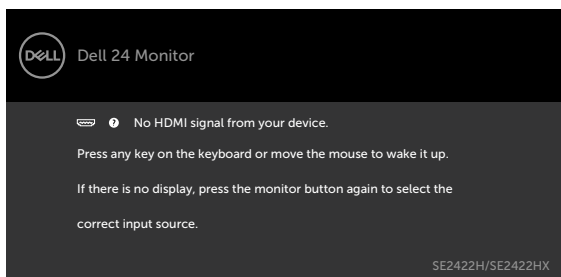 DELL
Dell 24 Monitor
? No HDMI signal from your device.
Press any key on the keyboard or move the mouse to wake it up.
If there is no display, press the monitor button again to select the
correct input source.
SE2422H/SE2422HX